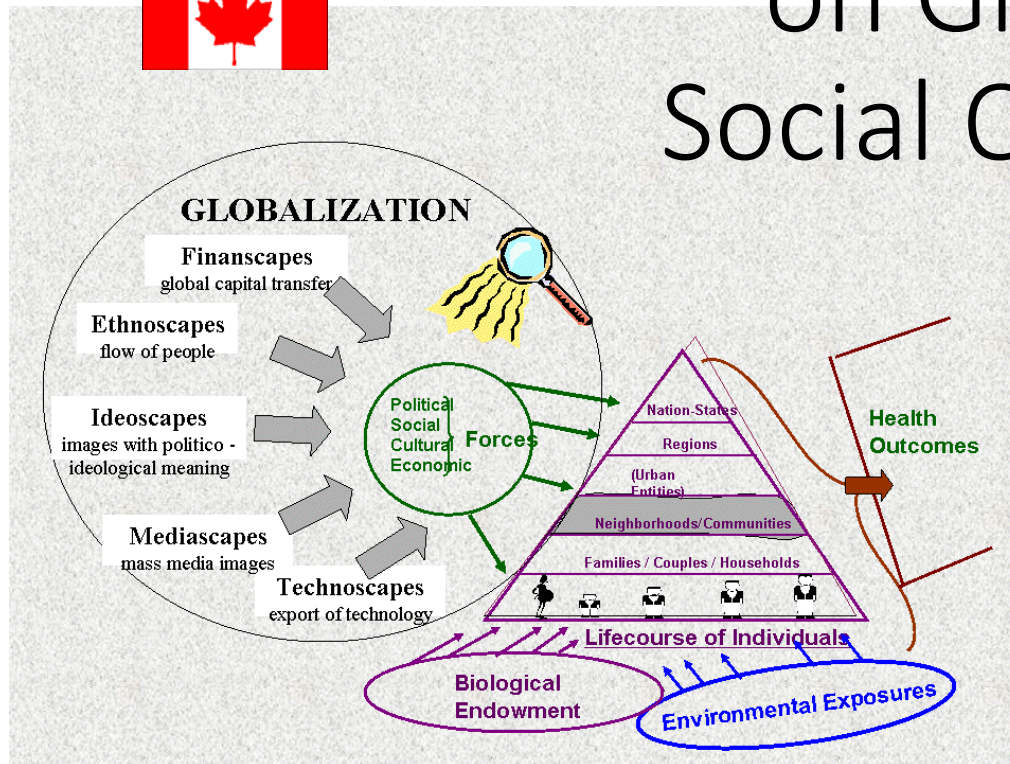 Social
GLOBALIZATION
Finanscapes
global capital transfer
Ethnoscapes
flow of people
Ideoscapes
images with politico -
ideological meaning
Mediascapes
mass media images
Technoscapes
export of technology
Political
Social
Cultural
Economic
Forces
Nation-States
Regions
(Urban
Entities)
Neighborhoods/Communities
Families / Couples / Households
Lifecourse of Individuals
Biological
Endowment
Environmental Exposures
Health
Outcomes